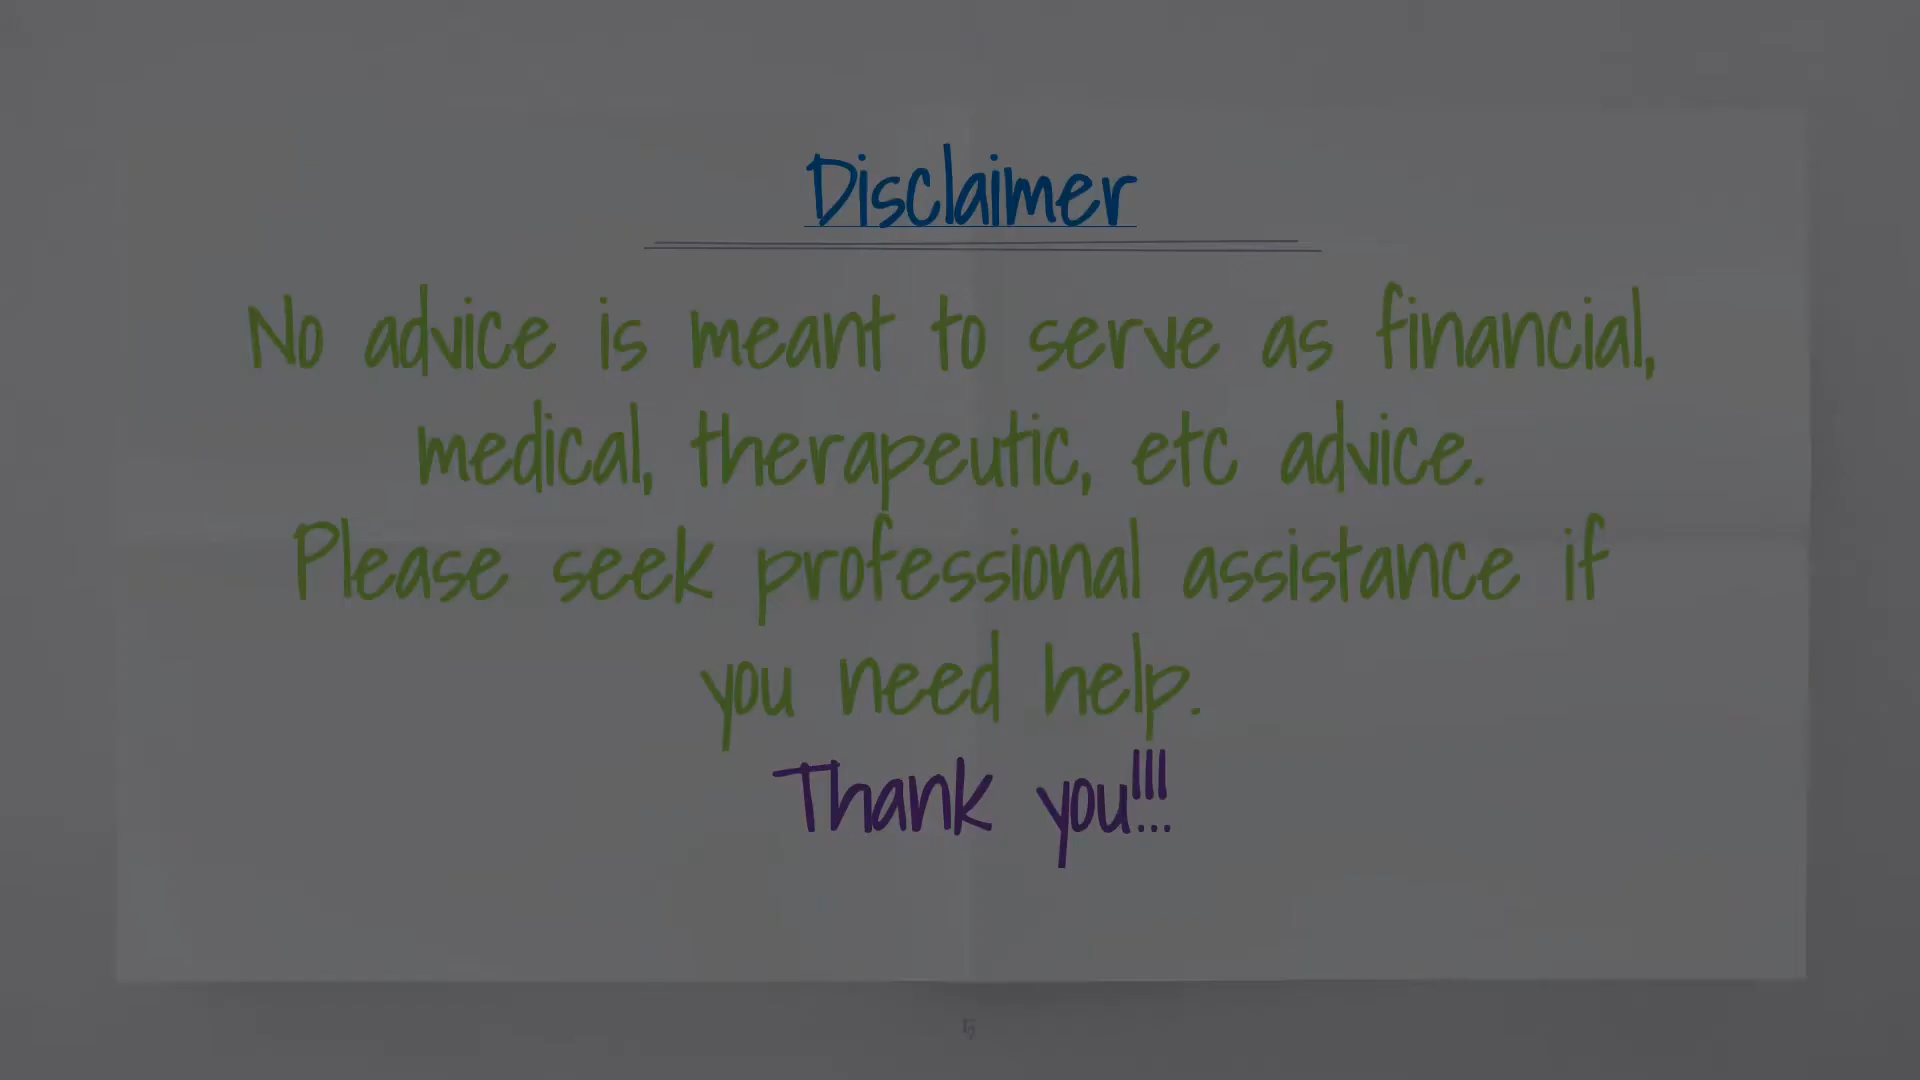 Disclaimer
No advice is meant to serve as financial,
medical, therapeutic, etc advice.
Please seek professional assistance if
you need help.
Thank you!!!